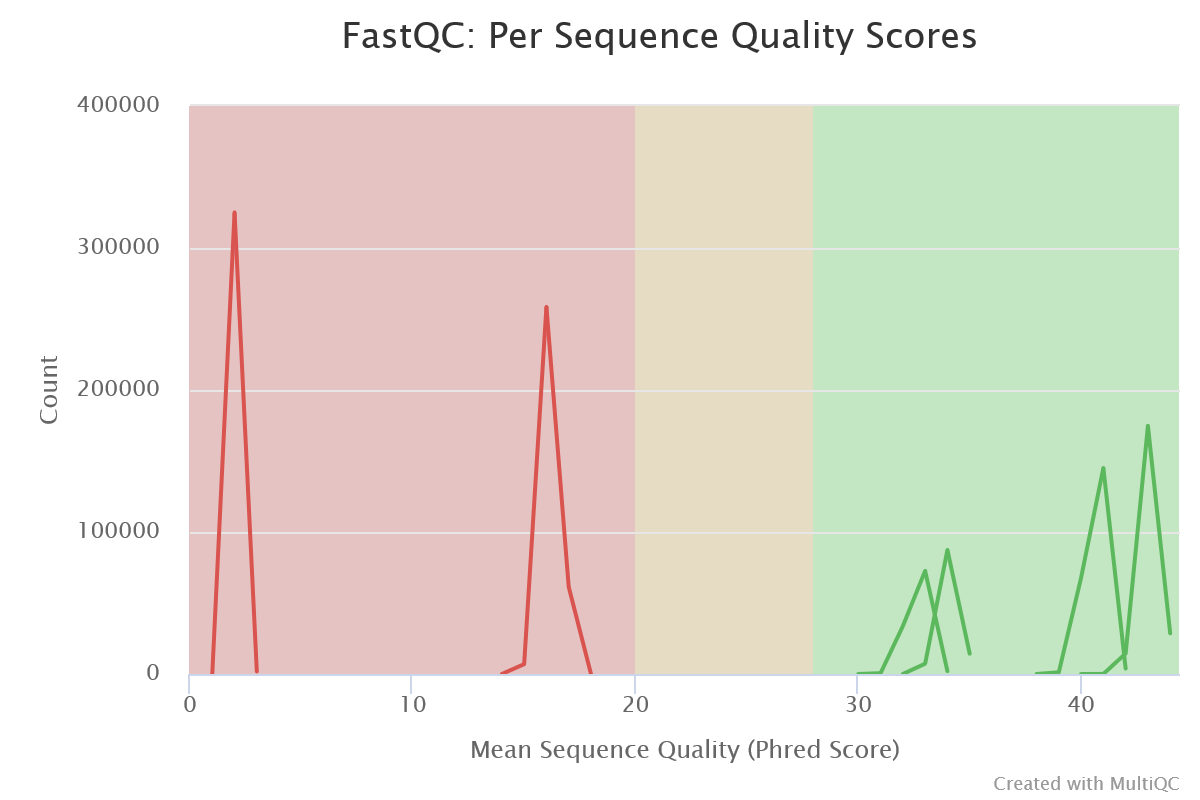 FastQC: Per Sequence Quality Scores
400000
300000
200000
100000
0
Count
0 10 20 30 40
Mean Sequence Quality (Phred Score)
Created with MultiQC